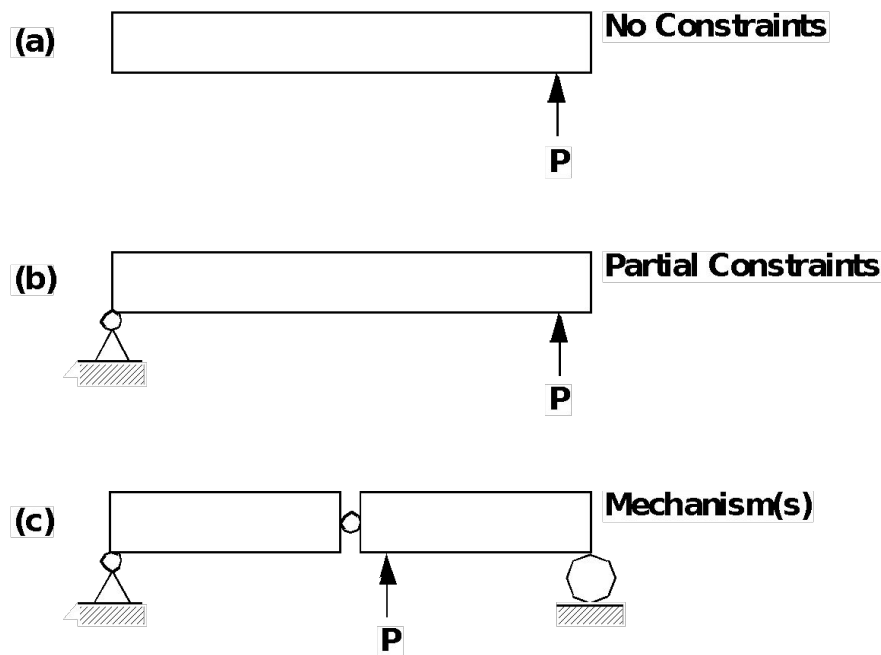 (a) No Constraints
P
(b) Partial Constraints
P
(c) Mechanism(s)
P